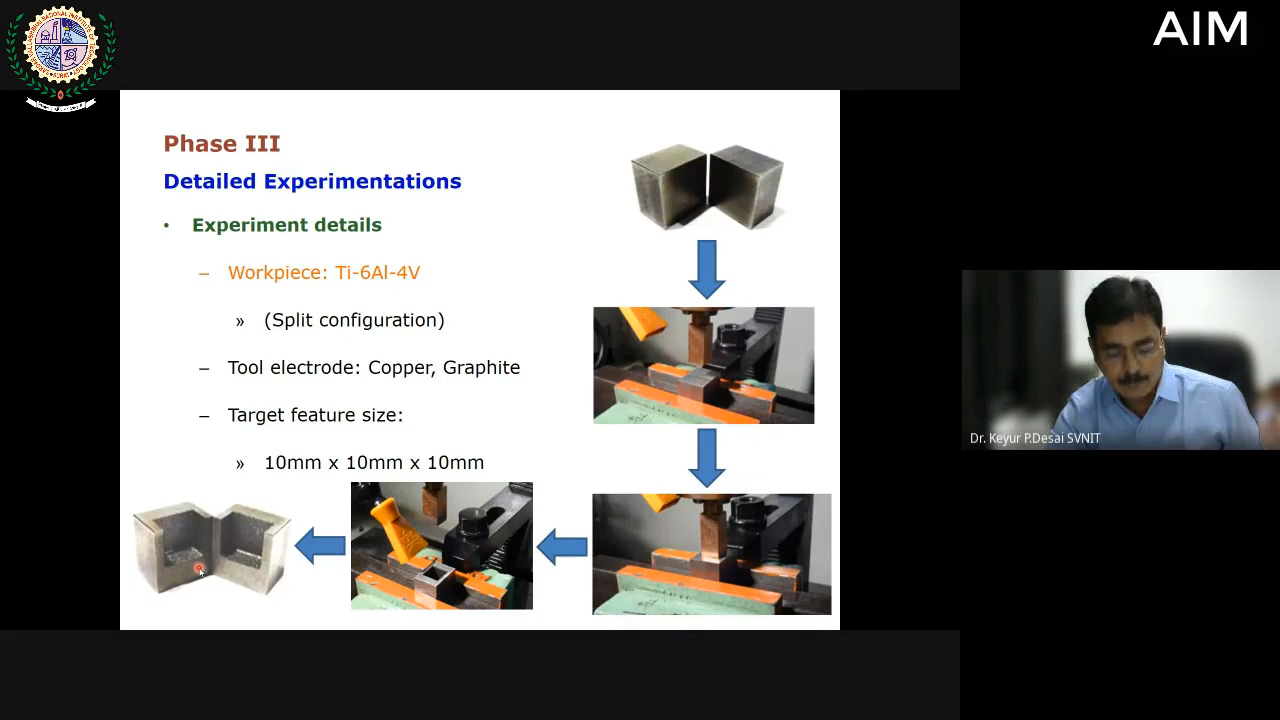 AIM
Phase III
Detailed Experimentations
• Experiment details
– Workpiece: Ti-6Al-4V
» (Split configuration)
– Tool electrode: Copper, Graphite
– Target feature size:
» 10mm x 10mm x 10mm
Dr. Keyur P.Desai SVNIT